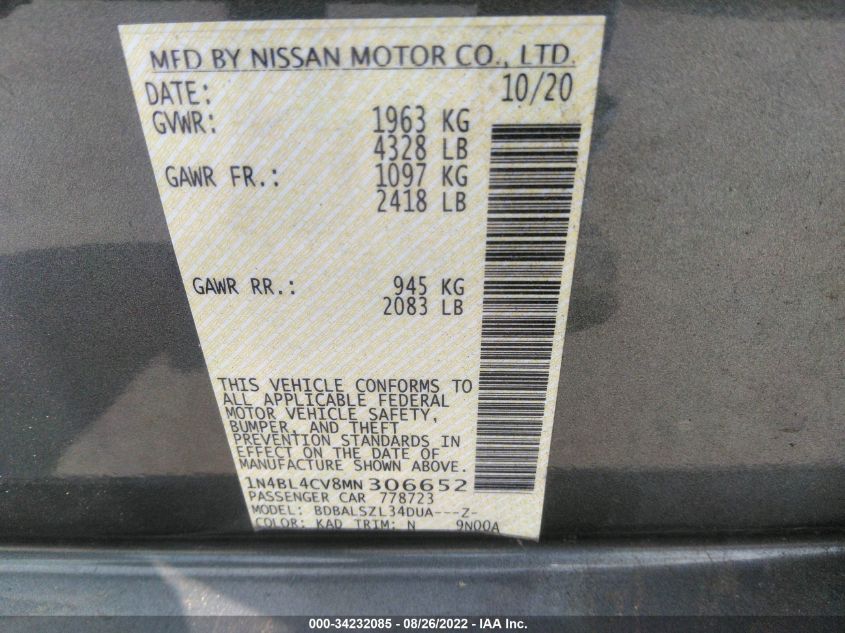 MFD BY NISSAN MOTOR CO., LTD.
DATE: 10/20
GVWR: 1963 KG
4328 LB
GAWR FR.: 1097 KG
2418 LB
GAWR RR.: 945 KG
2083 LB
THIS VEHICLE CONFORMS TO
ALL APPLICABLE FEDERAL
MOTOR VEHICLE SAFETY,
BUMPER, AND THEFT
PREVENTION STANDARDS IN
EFFECT ON THE DATE OF
MANUFACTURE SHOWN ABOVE.
1N4BL4CV8MN 306652
PASSENGER CAR 778723
MODEL: BDBALSZL34DUA---Z-
COLOR: KAD TRIM: N 9N00A
000-34232085 - 08/26/2022 - IAA Inc.